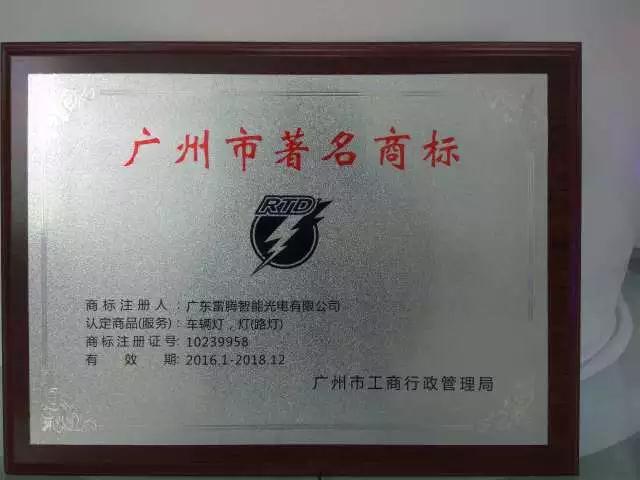 广州市著名商标
RTD
商标注册人：广东雷腾智能光电有限公司
认定商品(服务)：车辆灯，灯(路灯)
商标注册证号：10239958
有效期：2016.1-2018.12
广州市工商行政管理局